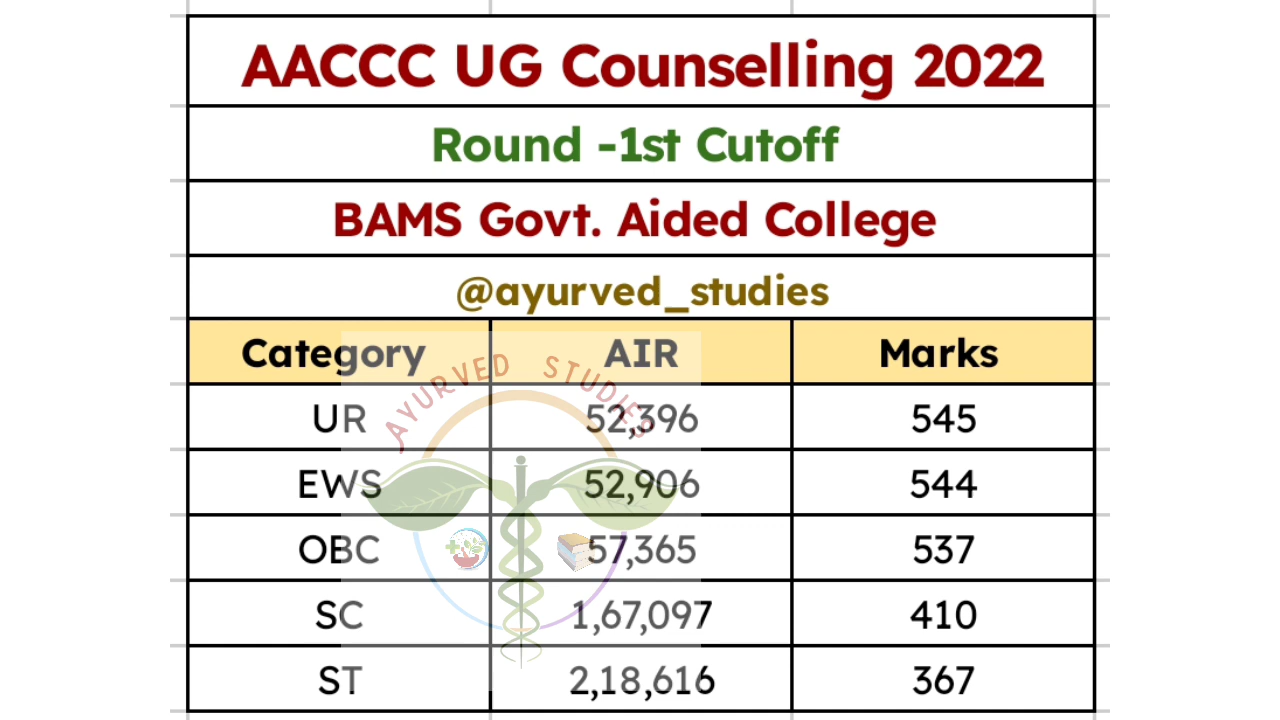 AACCC UG Counselling 2022
Round -1st Cutoff
BAMS Govt. Aided College
@ayurved_studies
Category AIR Marks
AYURVED STUDIES
UR 52,396 545
EWS 52,906 544
OBC 57,365 537
SC 1,67,097 410
ST 2,18,616 367